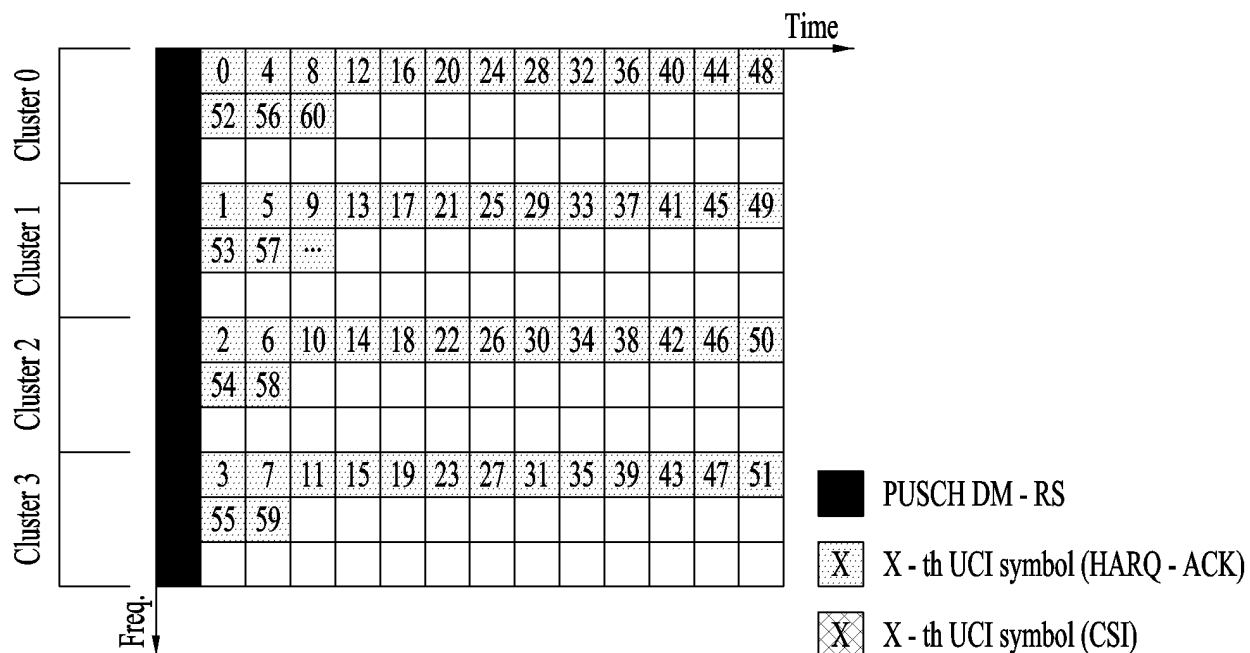 Time
Cluster 0
0 4 8 12 16 20 24 28 32 36 40 44 48
52 56 60
Cluster 1
1 5 9 13 17 21 25 29 33 37 41 45 49
53 57 ...
Cluster 2
2 6 10 14 18 22 26 30 34 38 42 46 50
54 58
Cluster 3
3 7 11 15 19 23 27 31 35 39 43 47 51
55 59
Freq.
PUSCH DM - RS
X X - th UCI symbol (HARQ - ACK)
X X - th UCI symbol (CSI)